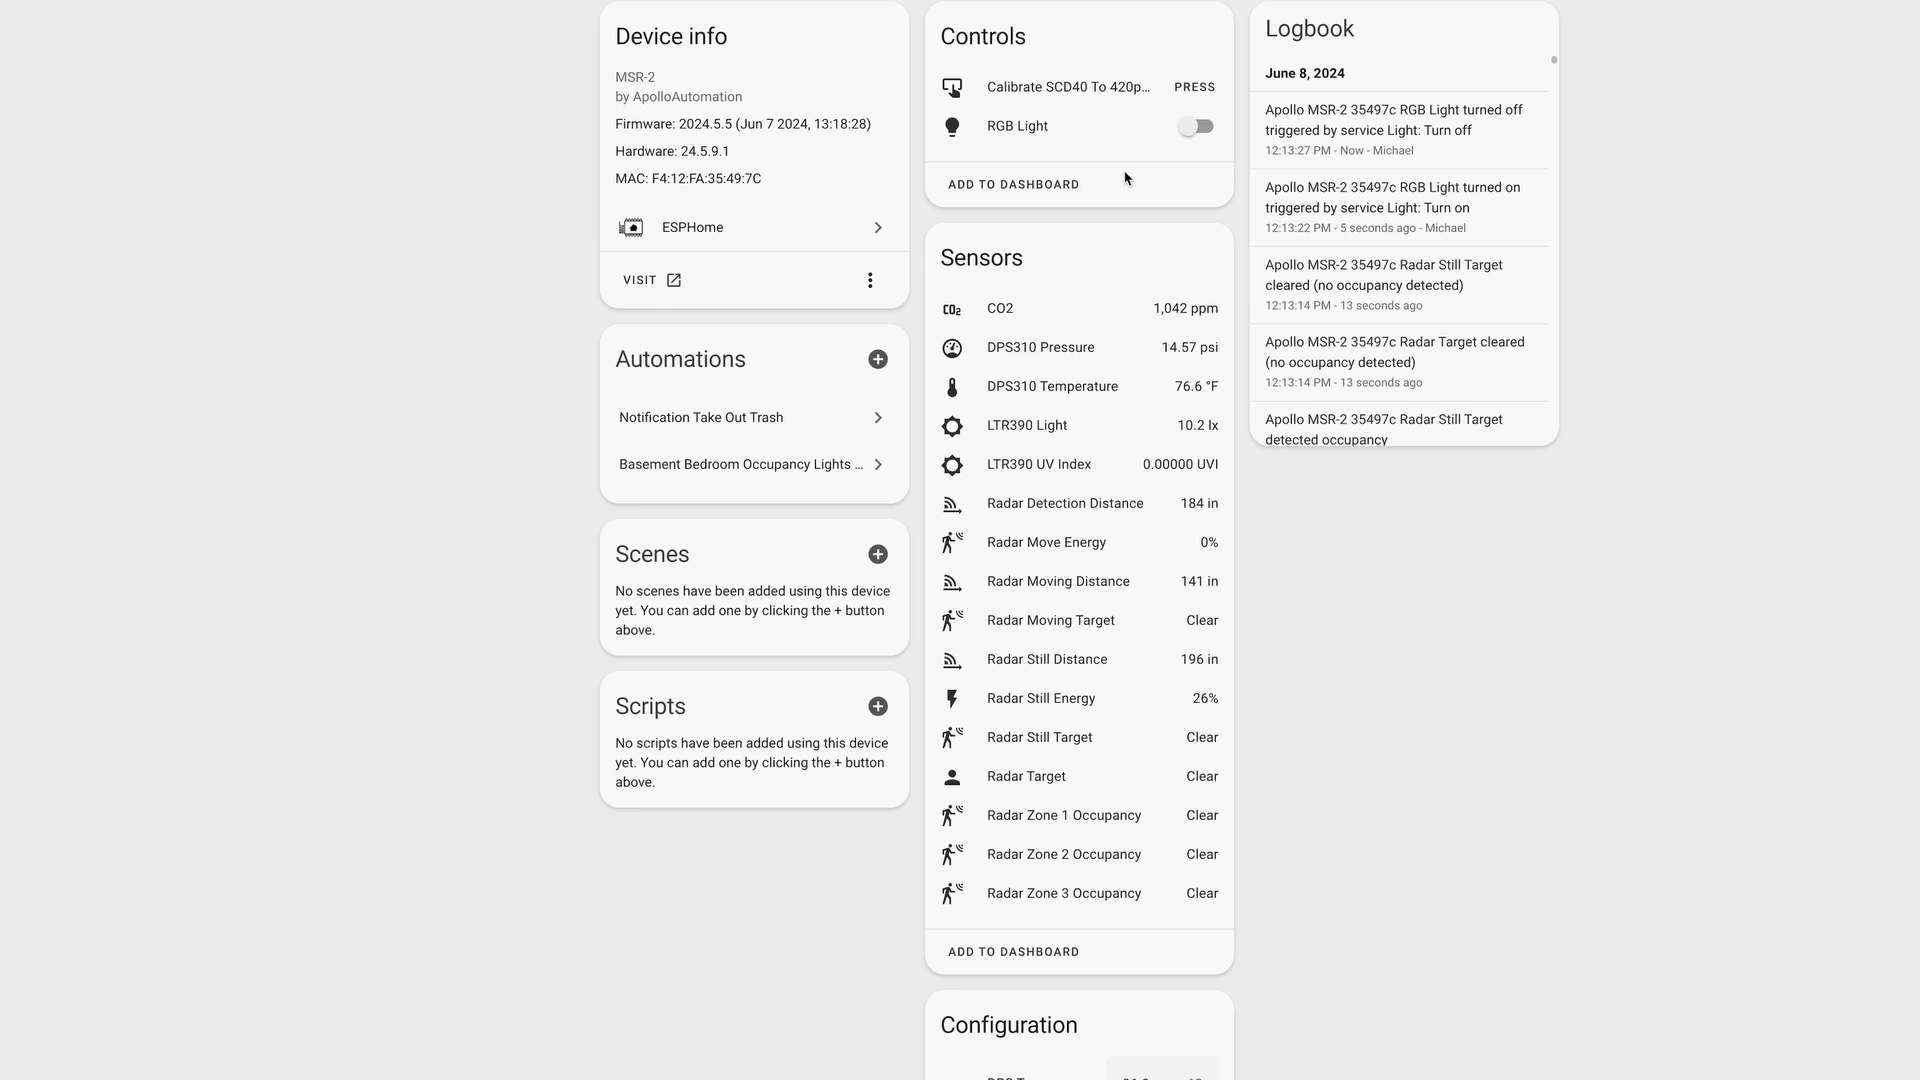 Device info
MSR-2
by ApolloAutomation
Firmware: 2024.5.5 (Jun 7 2024, 13:18:28)
Hardware: 24.5.9.1
MAC: F4:12:FA:35:49:7C
ESPHome
VISIT
Automations
Notification Take Out Trash
Basement Bedroom Occupancy Lights ...
Scenes
No scenes have been added using this device
yet. You can add one by clicking the + button
above.
Scripts
No scripts have been added using this device
yet. You can add one by clicking the + button
above.
Controls
Calibrate SCD40 To 420p... PRESS
RGB Light
ADD TO DASHBOARD
Sensors
CO2 1,042 ppm
DPS310 Pressure 14.57 psi
DPS310 Temperature 76.6 °F
LTR390 Light 10.2 lx
LTR390 UV Index 0.00000 UVI
Radar Detection Distance 184 in
Radar Move Energy 0%
Radar Moving Distance 141 in
Radar Moving Target Clear
Radar Still Distance 196 in
Radar Still Energy 26%
Radar Still Target Clear
Radar Target Clear
Radar Zone 1 Occupancy Clear
Radar Zone 2 Occupancy Clear
Radar Zone 3 Occupancy Clear
ADD TO DASHBOARD
Configuration
Logbook
June 8, 2024
Apollo MSR-2 35497c RGB Light turned off
triggered by service Light: Turn off
12:13:27 PM - Now - Michael
Apollo MSR-2 35497c RGB Light turned on
triggered by service Light: Turn on
12:13:22 PM - 5 seconds ago - Michael
Apollo MSR-2 35497c Radar Still Target
cleared (no occupancy detected)
12:13:14 PM - 13 seconds ago
Apollo MSR-2 35497c Radar Target cleared
(no occupancy detected)
12:13:14 PM - 13 seconds ago
Apollo MSR-2 35497c Radar Still Target
detected occupancy